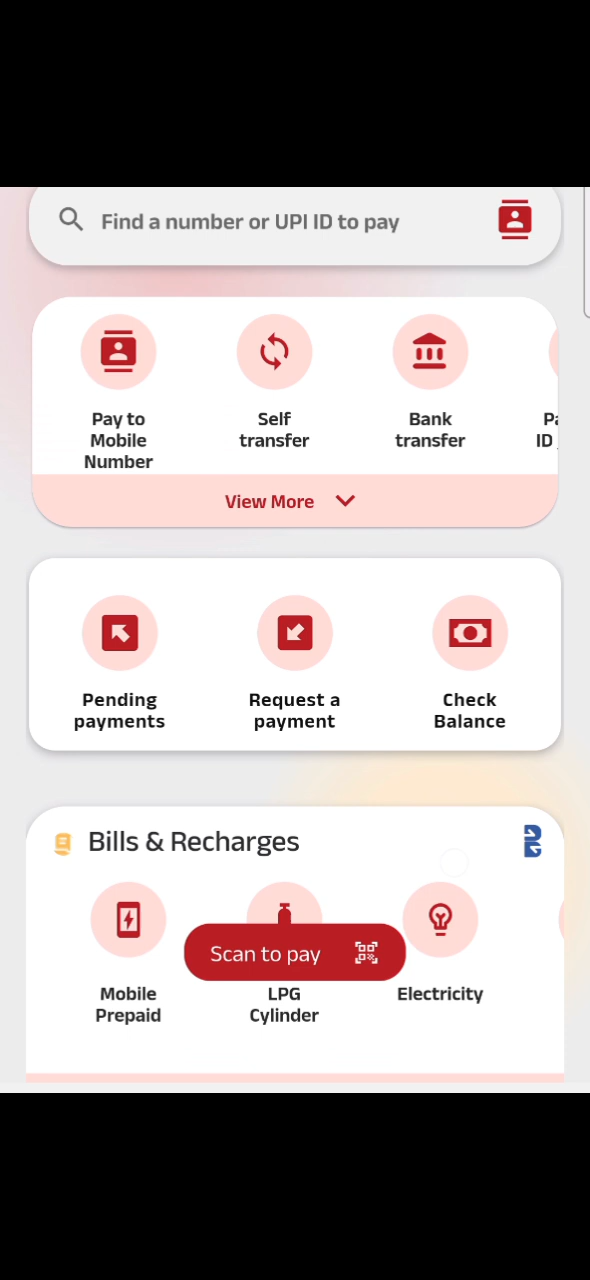 Find a number or UPI ID to pay
Pay to
Mobile
Number
Self
transfer
Bank
transfer
ID
View More
Pending
payments
Request a
payment
Check
Balance
Bills & Recharges
Scan to pay
Mobile
Prepaid
LPG
Cylinder
Electricity